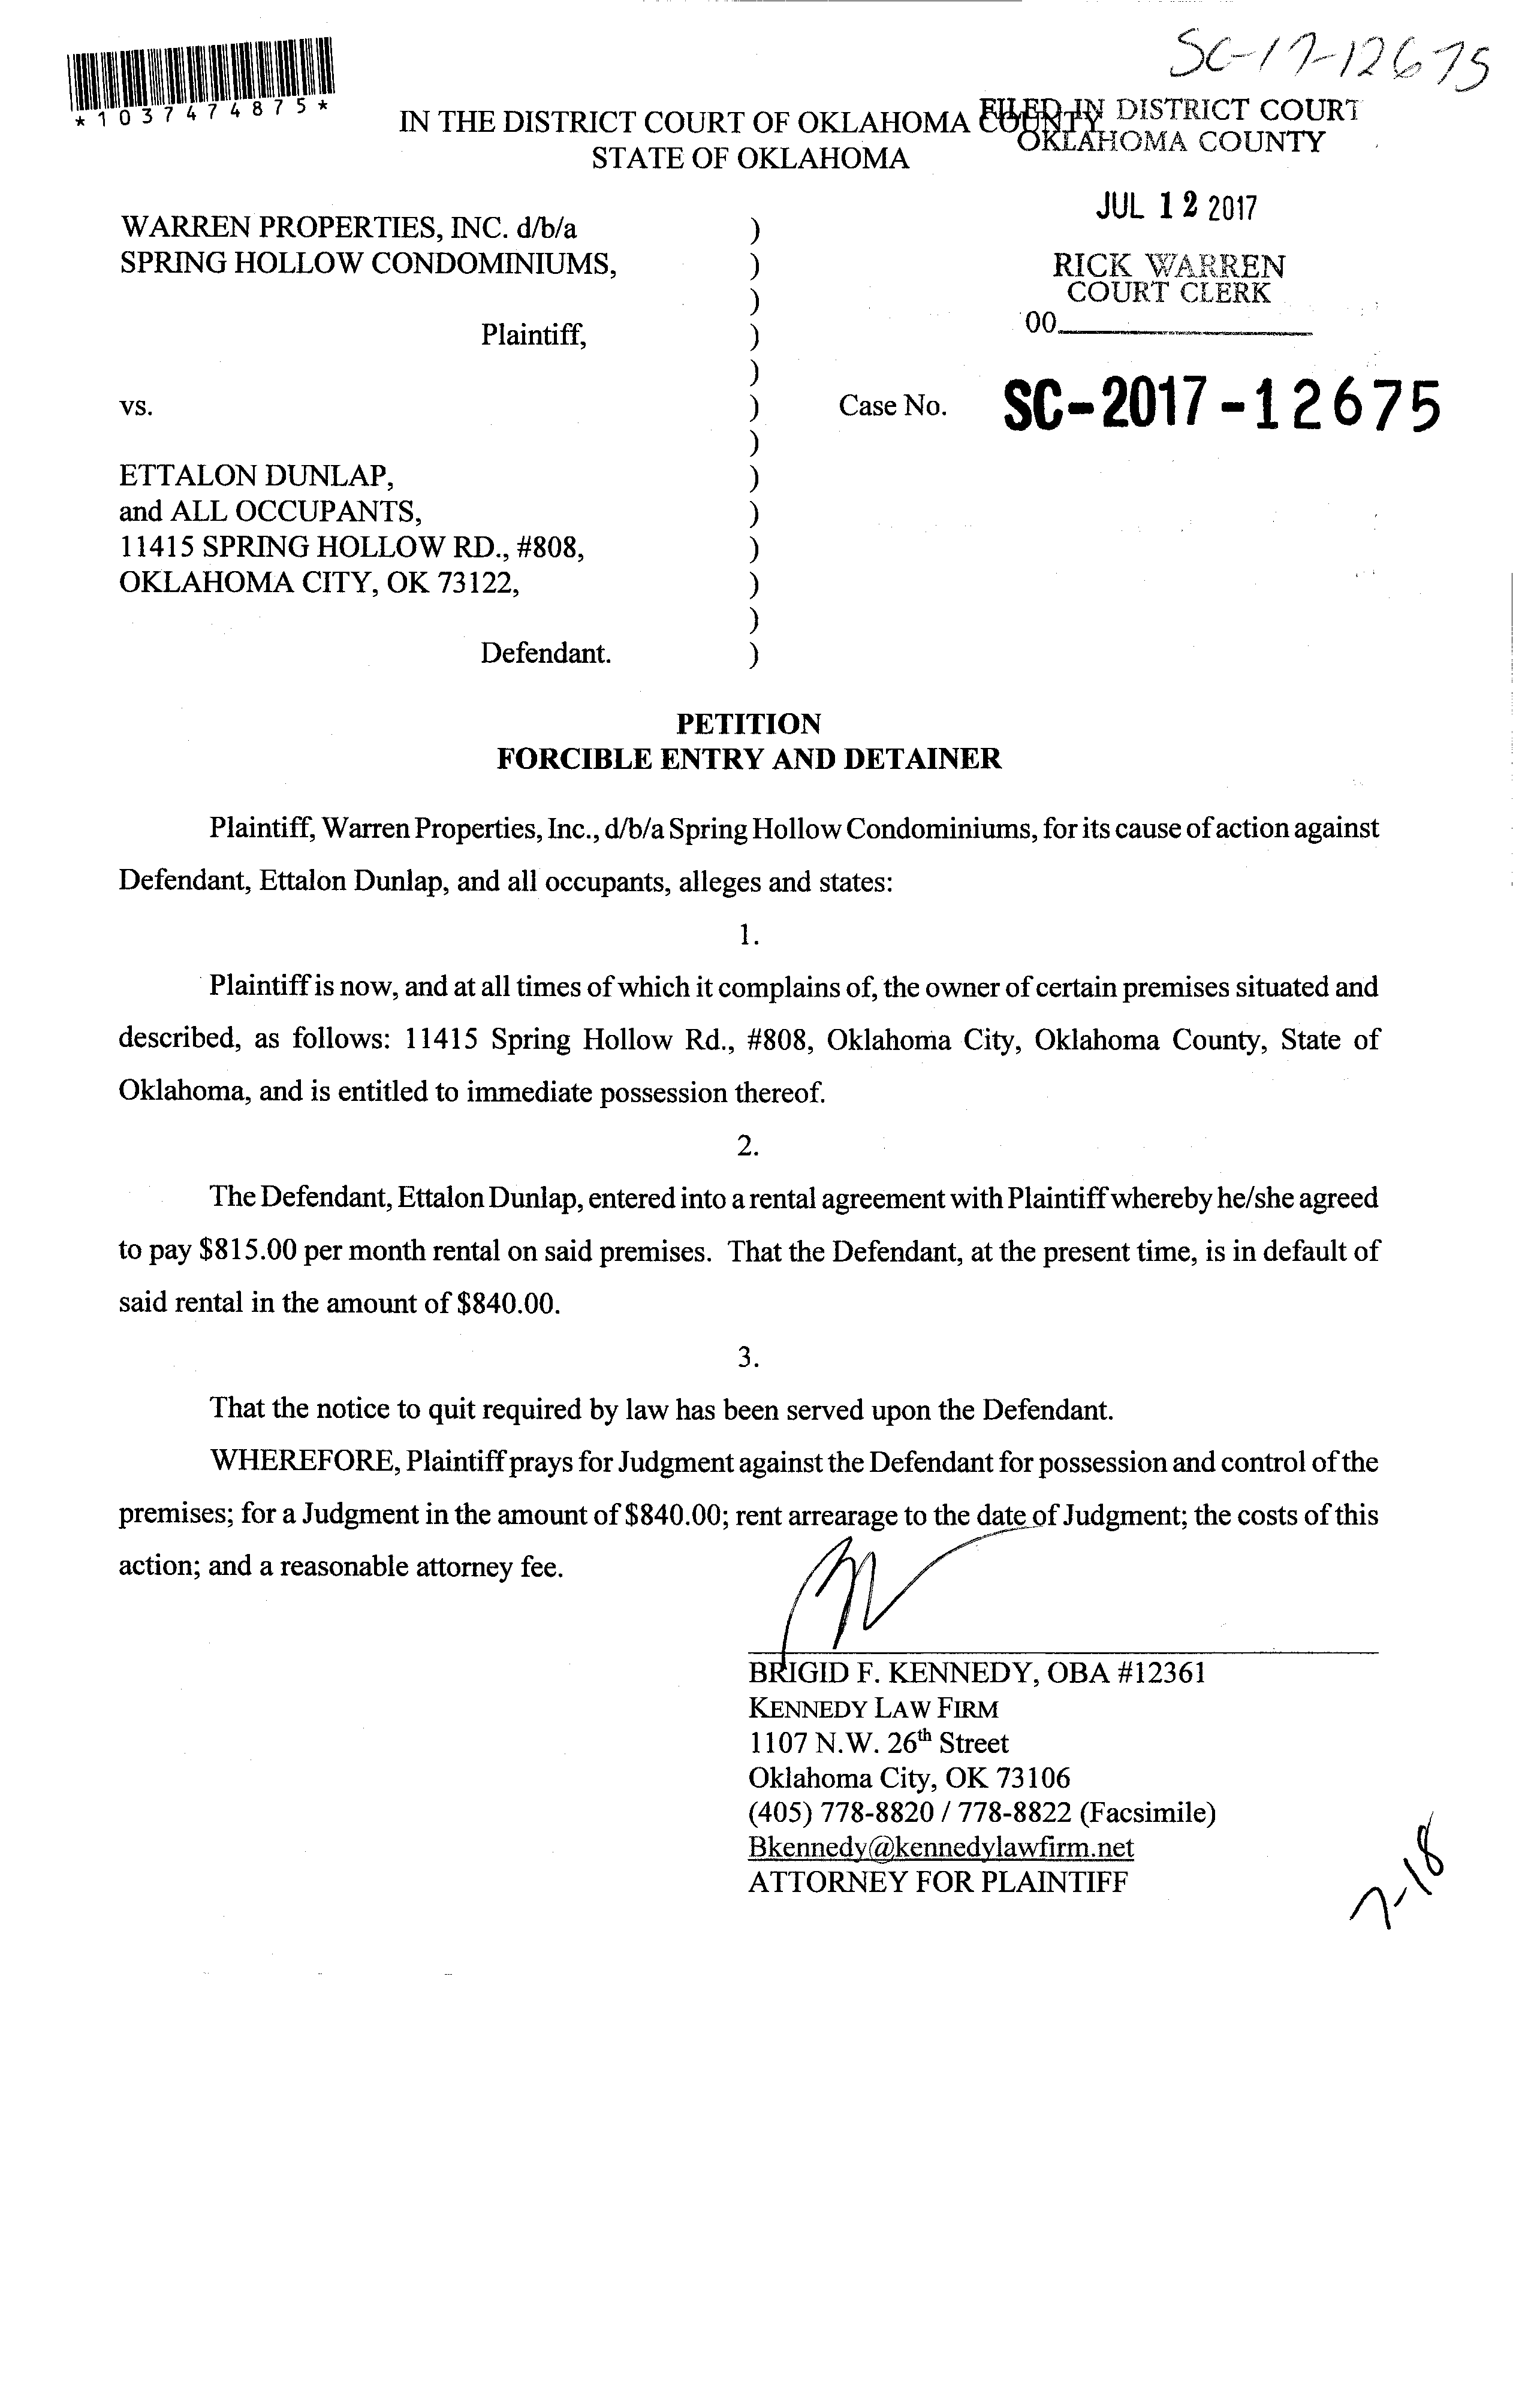 SC-17-12675
*1037474875*
IN THE DISTRICT COURT OF OKLAHOMA COUNTY
STATE OF OKLAHOMA
FILED IN DISTRICT COURT
OKLAHOMA COUNTY
JUL 12 2017
RICK WARREN
COURT CLERK
00
WARREN PROPERTIES, INC. d/b/a )
SPRING HOLLOW CONDOMINIUMS, )
)
Plaintiff, )
)
vs. ) Case No. SC-2017-12675
)
ETTALON DUNLAP, )
and ALL OCCUPANTS, )
11415 SPRING HOLLOW RD., #808, )
OKLAHOMA CITY, OK 73122, )
)
Defendant. )
PETITION
FORCIBLE ENTRY AND DETAINER
Plaintiff, Warren Properties, Inc., d/b/a Spring Hollow Condominiums, for its cause of action against
Defendant, Ettalon Dunlap, and all occupants, alleges and states:
1.
Plaintiff is now, and at all times of which it complains of, the owner of certain premises situated and
described, as follows: 11415 Spring Hollow Rd., #808, Oklahoma City, Oklahoma County, State of
Oklahoma, and is entitled to immediate possession thereof.
2.
The Defendant, Ettalon Dunlap, entered into a rental agreement with Plaintiff whereby he/she agreed
to pay $815.00 per month rental on said premises. That the Defendant, at the present time, is in default of
said rental in the amount of $840.00.
3.
That the notice to quit required by law has been served upon the Defendant.
WHEREFORE, Plaintiff prays for Judgment against the Defendant for possession and control of the
premises; for a Judgment in the amount of $840.00; rent arrearage to the date of Judgment; the costs of this
action; and a reasonable attorney fee.
BRIGID F. KENNEDY, OBA #12361
KENNEDY LAW FIRM
1107 N.W. 26th Street
Oklahoma City, OK 73106
(405) 778-8820 / 778-8822 (Facsimile)
Bkennedy@kennedylawfirm.net
ATTORNEY FOR PLAINTIFF
7-18